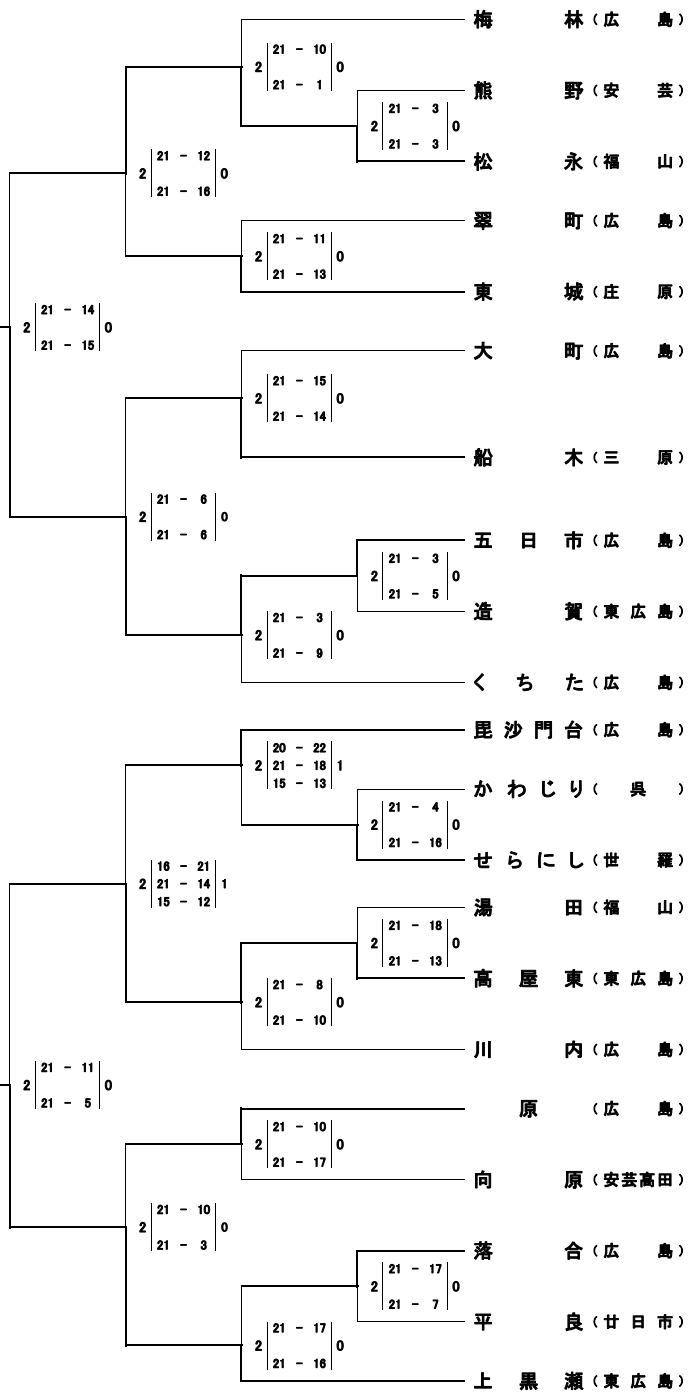 梅林（広島）
2 21 - 10 0
21 - 1
熊野（安芸）
2 21 - 3 0
21 - 3
松永（福山）
2 21 - 12 0
21 - 16
翠町（広島）
2 21 - 11 0
21 - 13
東城（庄原）
2 21 - 14 0
21 - 15
大町（広島）
2 21 - 15 0
21 - 14
船木（三原）
2 21 - 6 0
21 - 6
五日市（広島）
2 21 - 3 0
21 - 5
造賀（東広島）
2 21 - 3 0
21 - 9
くちた（広島）
毘沙門台（広島）
20 - 22
2 21 - 18 1
15 - 13
かわじり（呉）
2 21 - 4 0
21 - 16
せらにし（世羅）
16 - 21
2 21 - 14 1
15 - 12
湯田（福山）
2 21 - 18 0
21 - 13
高屋東（東広島）
2 21 - 8 0
21 - 10
川内（広島）
2 21 - 11 0
21 - 5
原（広島）
2 21 - 10 0
21 - 17
向原（安芸高田）
2 21 - 10 0
21 - 3
落合（広島）
2 21 - 17 0
21 - 7
平良（廿日市）
2 21 - 17 0
21 - 16
上黒瀬（東広島）